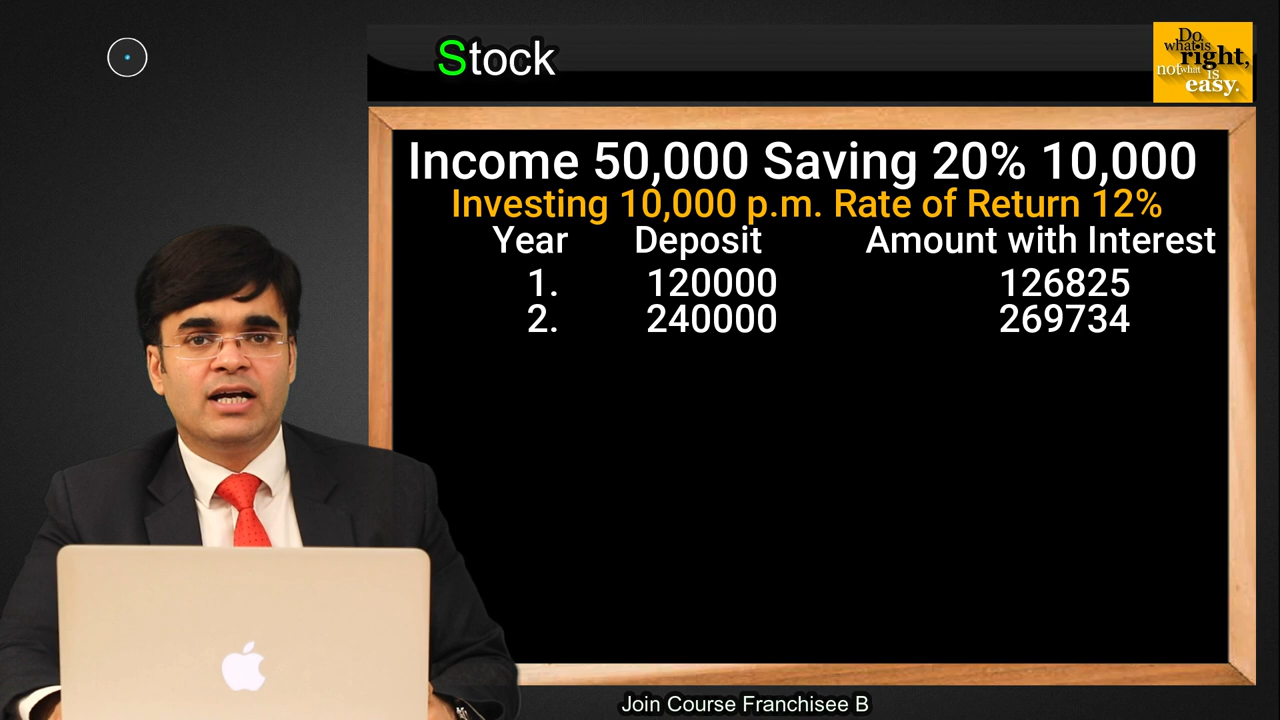 Stock
Do
what is
right,
not what is
easy.
Income 50,000 Saving 20% 10,000
Investing 10,000 p.m. Rate of Return 12%
Year Deposit Amount with Interest
1. 120000 126825
2. 240000 269734
Join Course Franchisee B